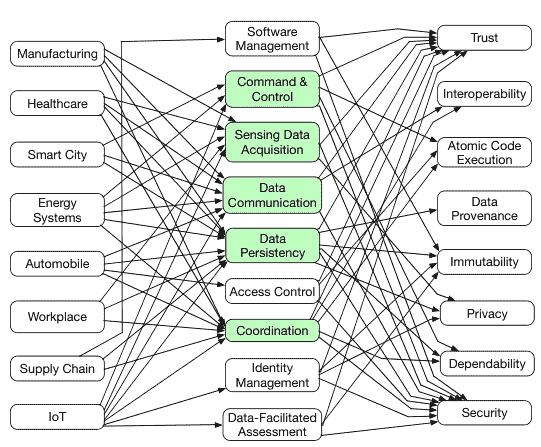 Manufacturing
Healthcare
Smart City
Energy
Systems
Automobile
Workplace
Supply Chain
IoT
Software
Management
Command &
Control
Sensing Data
Acquisition
Data
Communication
Data
Persistency
Access Control
Coordination
Identity
Management
Data-Facilitated
Assessment
Trust
Interoperability
Atomic Code
Execution
Data
Provenance
Immutability
Privacy
Dependability
Security